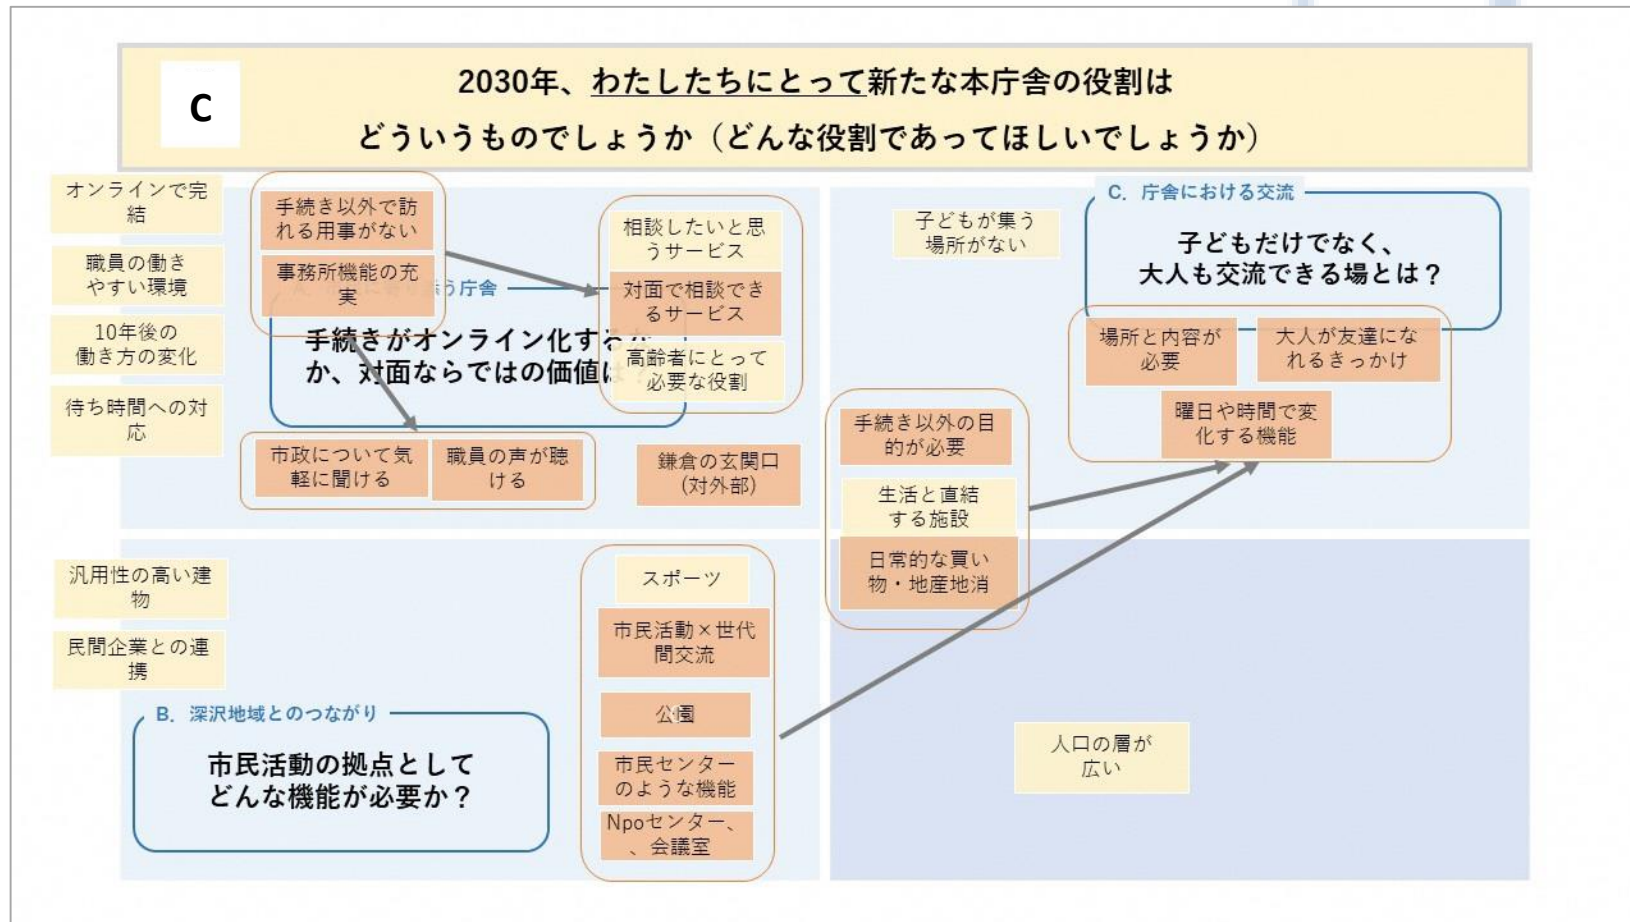 C
2030年、わたしたちにとって新たな本庁舎の役割は
どういうものでしょうか（どんな役割であってほしいでしょうか）
オンラインで完
結
職員の働き
やすい環境
10年後の
働き方の変化
待ち時間への対
応
手続き以外で訪
れる用事がない
事務所機能の充
実
う庁舎
手続きがオンライン化する
か、対面ならではの価値は？
相談したいと思
うサービス
対面で相談でき
るサービス
高齢者にとって
必要な役割
市政について気
軽に聞ける
職員の声が聴
ける
鎌倉の玄関口
(対外部)
子どもが集う
場所がない
C．庁舎における交流
子どもだけでなく、
大人も交流できる場とは？
場所と内容が
必要
大人が友達にな
れるきっかけ
曜日や時間で変
化する機能
手続き以外の目
的が必要
生活と直結
する施設
日常的な買い
物・地産地消
汎用性の高い建
物
民間企業との連
携
B．深沢地域とのつながり
市民活動の拠点として
どんな機能が必要か？
スポーツ
市民活動×世代
間交流
公園
市民センター
のような機能
Npoセンター、
、会議室
人口の層が
広い